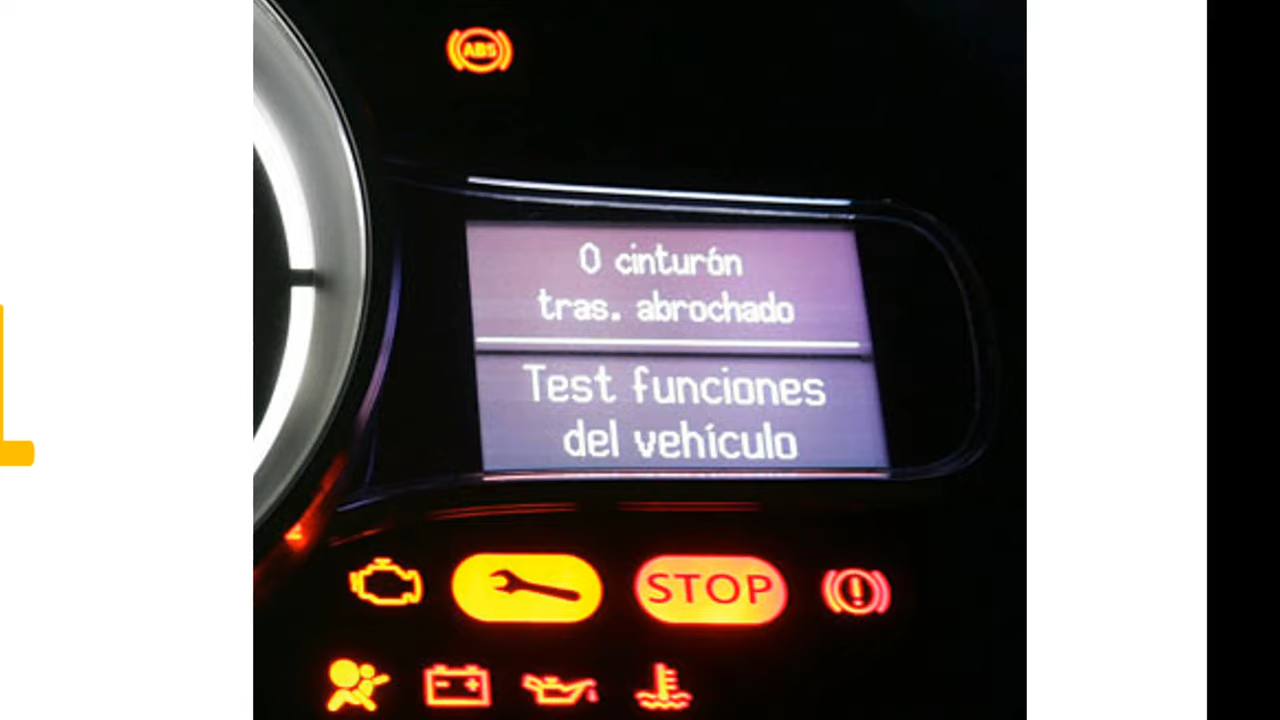 ABS
0 cinturón
tras. abrochado
Test funciones
del vehículo
STOP